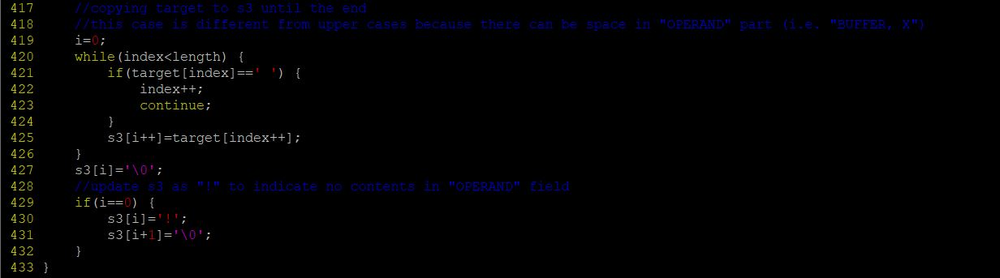 417     //copying target to s3 until the end
418     //this case is different from upper cases because there can be space in "OPERAND" part (i.e. "BUFFER, X")
419     i=0;
420     while(index<length) {
421         if(target[index]==' ') {
422             index++;
423             continue;
424         }
425         s3[i++]=target[index++];
426     }
427     s3[i]='\0';
428     //update s3 as "!" to indicate no contents in "OPERAND" field
429     if(i==0) {
430         s3[i]='!';
431         s3[i+1]='\0';
432     }
433 }